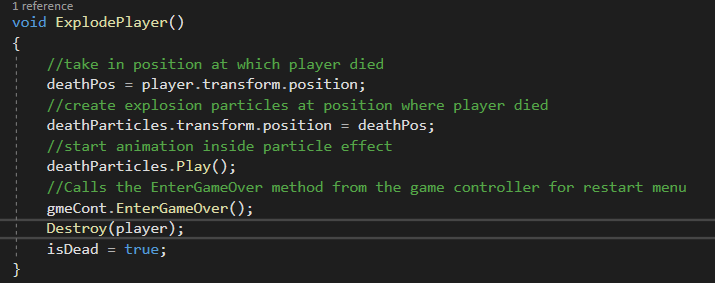 1 reference
void ExplodePlayer()
{
//take in position at which player died
deathPos = player.transform.position;
//create explosion particles at position where player died
deathParticles.transform.position = deathPos;
//start animation inside particle effect
deathParticles.Play();
//Calls the EnterGameOver method from the game controller for restart menu
gmeCont.EnterGameOver();
Destroy(player);
isDead = true;
}